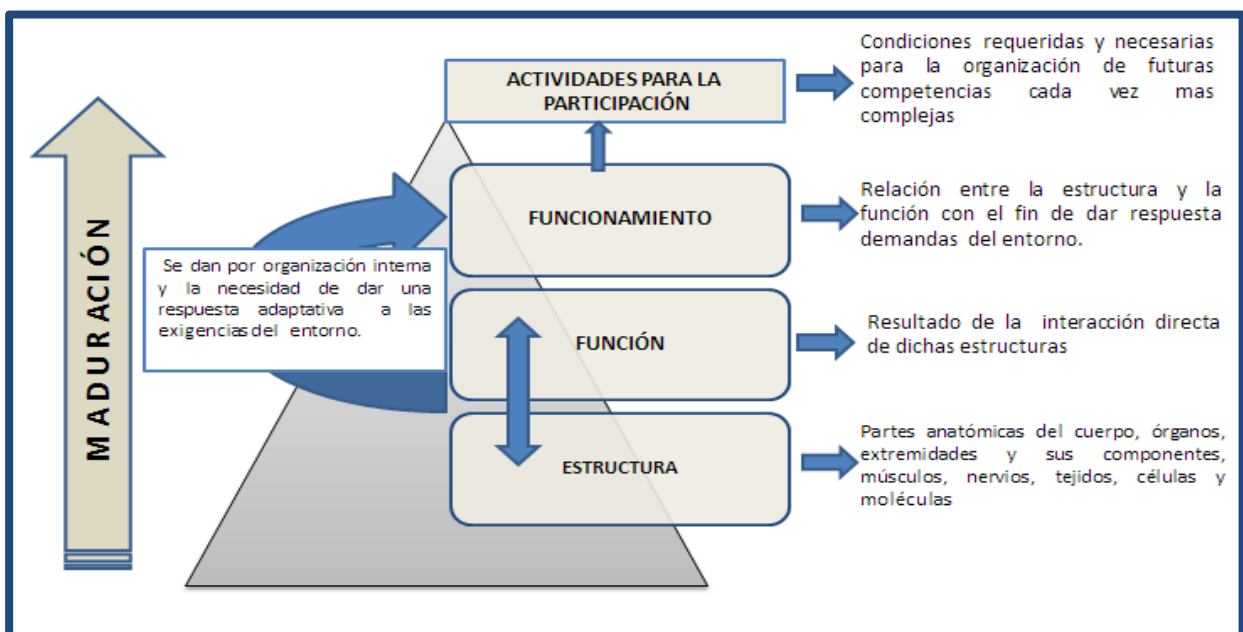 MADURACIÓN
ACTIVIDADES PARA LA
PARTICIPACIÓN
Condiciones requeridas y necesarias
para la organización de futuras
competencias cada vez mas
complejas
FUNCIONAMIENTO
Relación entre la estructura y la
función con el fin de dar respuesta
demandas del entorno.
Se dan por organización interna
y la necesidad de dar una
respuesta adaptativa a las
exigencias del entorno.
FUNCIÓN
Resultado de la interacción directa
de dichas estructuras
ESTRUCTURA
Partes anatómicas del cuerpo, órganos,
extremidades y sus componentes,
músculos, nervios, tejidos, células y
moléculas